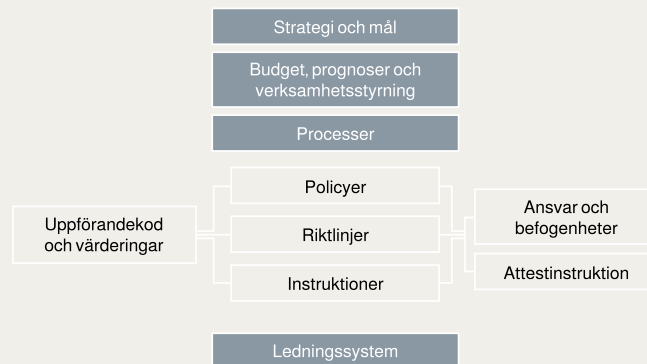 Strategi och mål
Budget, prognoser och
verksamhetsstyrning
Processer
Policyer
Uppförandekod
och värderingar
Riktlinjer
Instruktioner
Ansvar och
befogenheter
Attestinstruktion
Ledningssystem